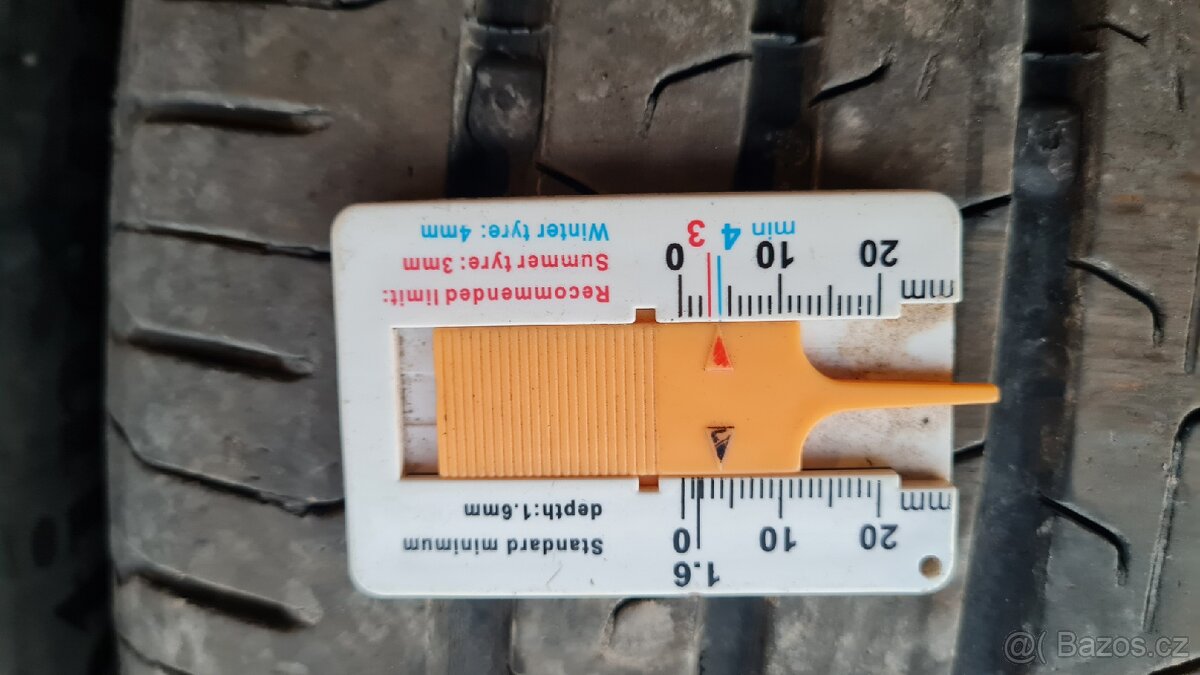 1.6
20 10 0
mm
Standard minimum
depth:1.6mm
mm
20 10 0
min 4 3
Recommended limit:
Summer tyre: 3mm
Winter tyre: 4mm
@( Bazos.cz